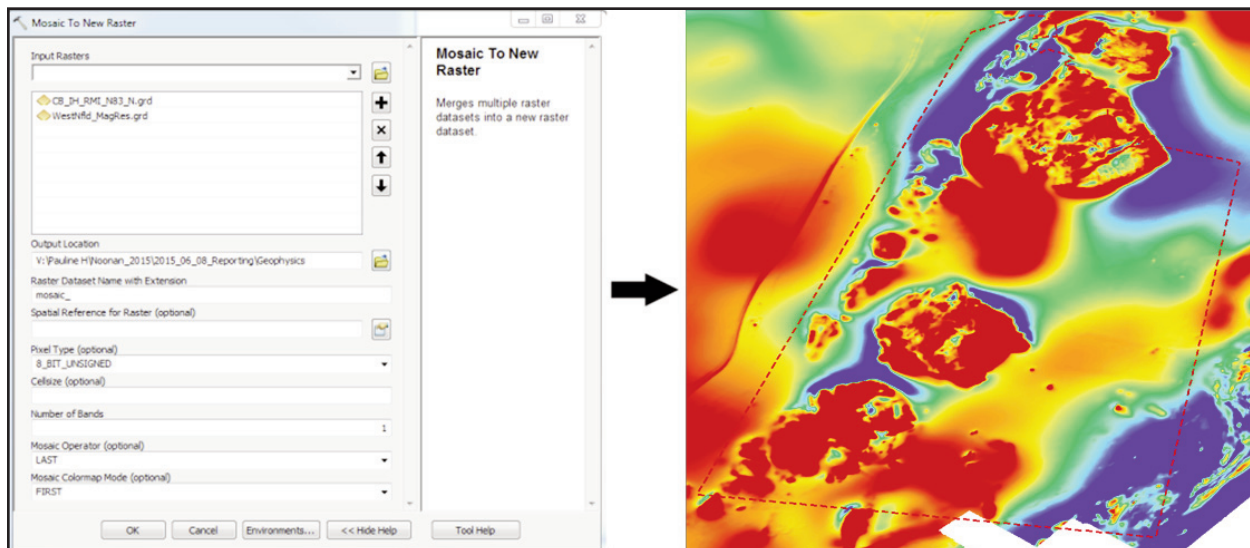 Mosaic To New Raster
Input Rasters
CB_IH_RMI_N83_N.grd
WestNfld_MagRes.grd
Output Location
V:\Pauline H\Noonan_2015\2015_06_08_Reporting\Geophysics
Raster Dataset Name with Extension
mosaic_
Spatial Reference for Raster (optional)
Pixel Type (optional)
8_BIT_UNSIGNED
Cellsize (optional)
Number of Bands
1
Mosaic Operator (optional)
LAST
Mosaic Colormap Mode (optional)
FIRST
OK
Cancel
Environments...
<< Hide Help
Tool Help
Mosaic To New
Raster
Merges multiple raster
datasets into a new raster
dataset.